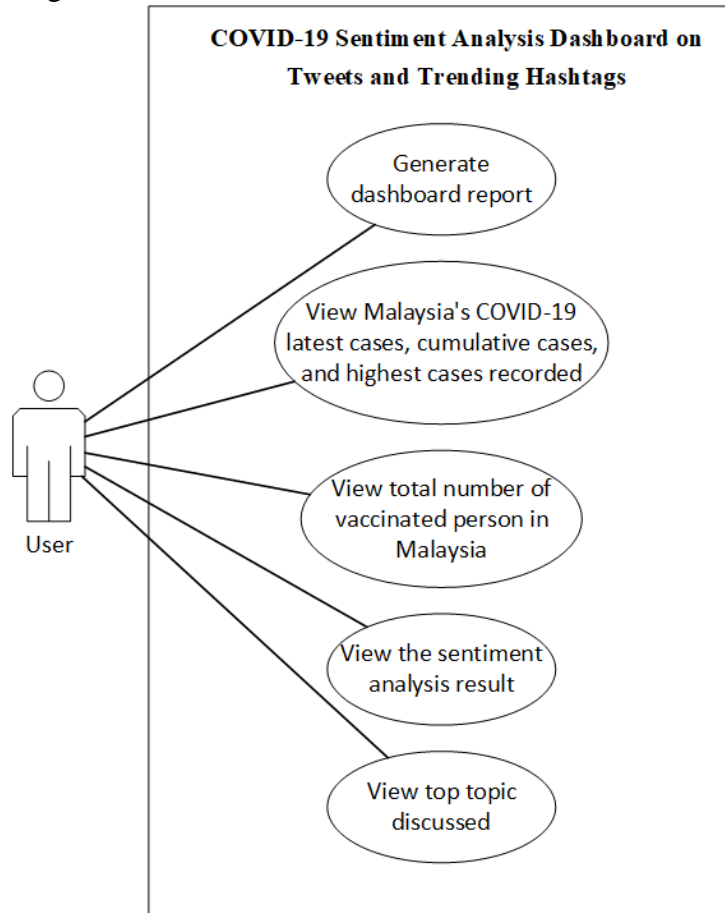 COVID-19 Sentiment Analysis Dashboard on
Tweets and Trending Hashtags
Generate
dashboard report
View Malaysia's COVID-19
latest cases, cumulative cases,
and highest cases recorded
View total number of
vaccinated person in
Malaysia
User
View the sentiment
analysis result
View top topic
discussed